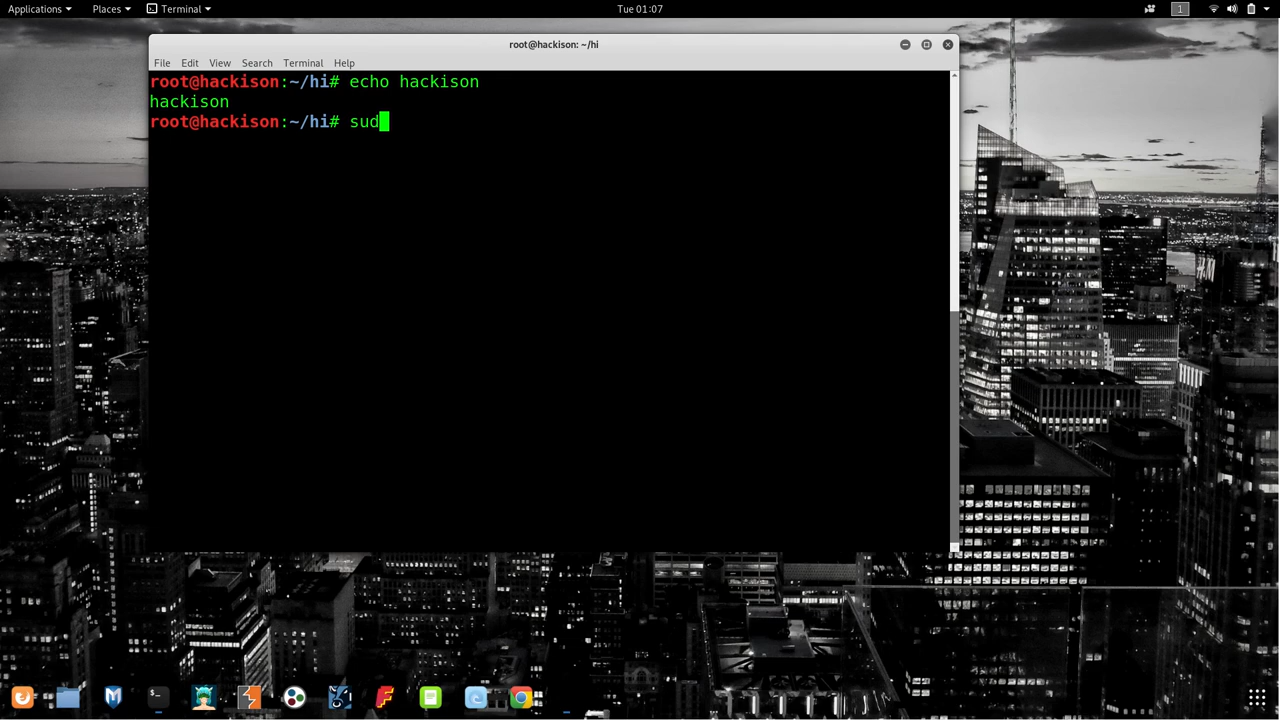 Applications Places Terminal Tue 01:07 1
root@hackison: ~/hi
File Edit View Search Terminal Help
root@hackison:~/hi# echo hackison
hackison
root@hackison:~/hi# sud